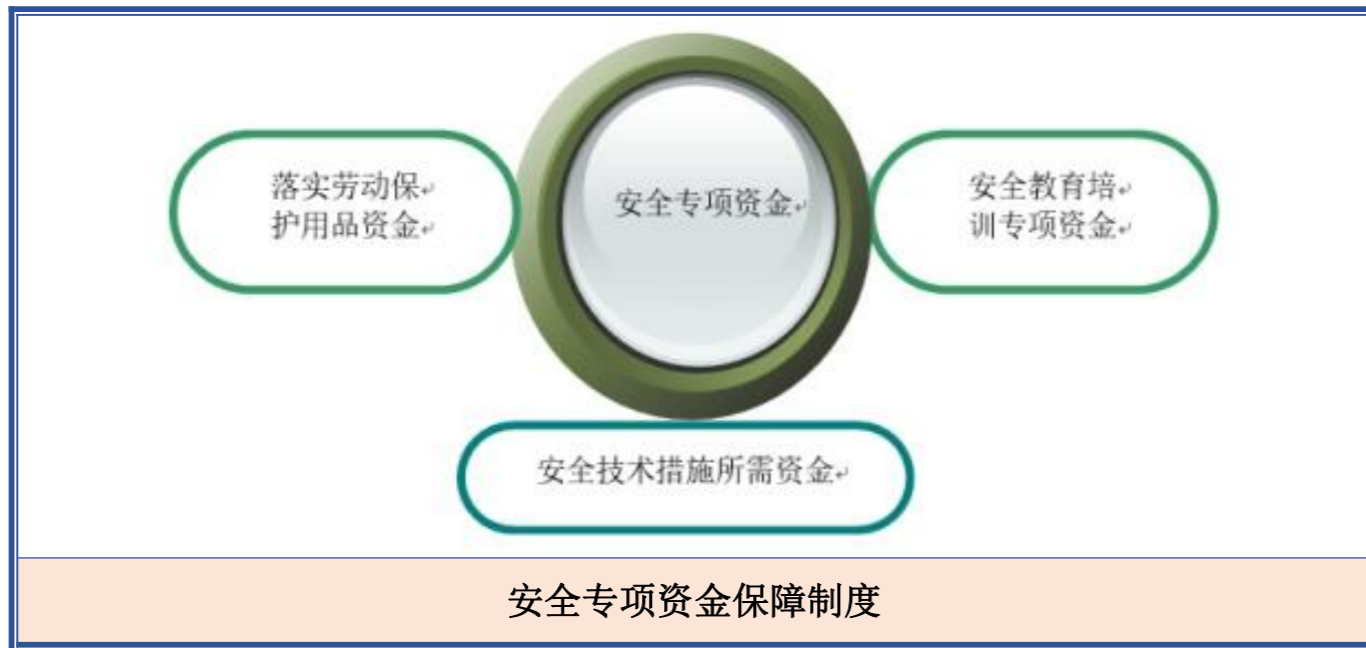 落实劳动保
护用品资金
安全专项资金
安全教育培
训专项资金
安全技术措施所需资金
安全专项资金保障制度